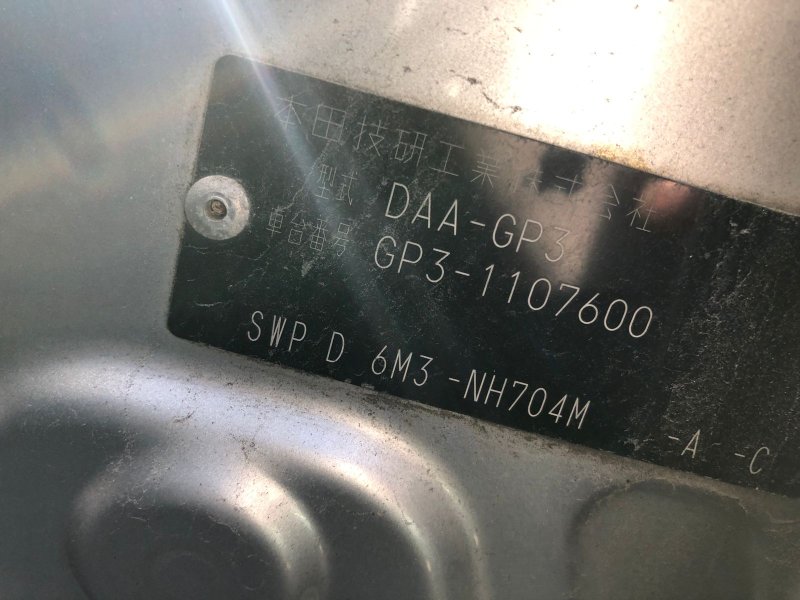 本田技研工業株式会社
型式 DAA-GP3
車台番号 GP3-1107600
SWP D 6M3 -NH704M -A -C